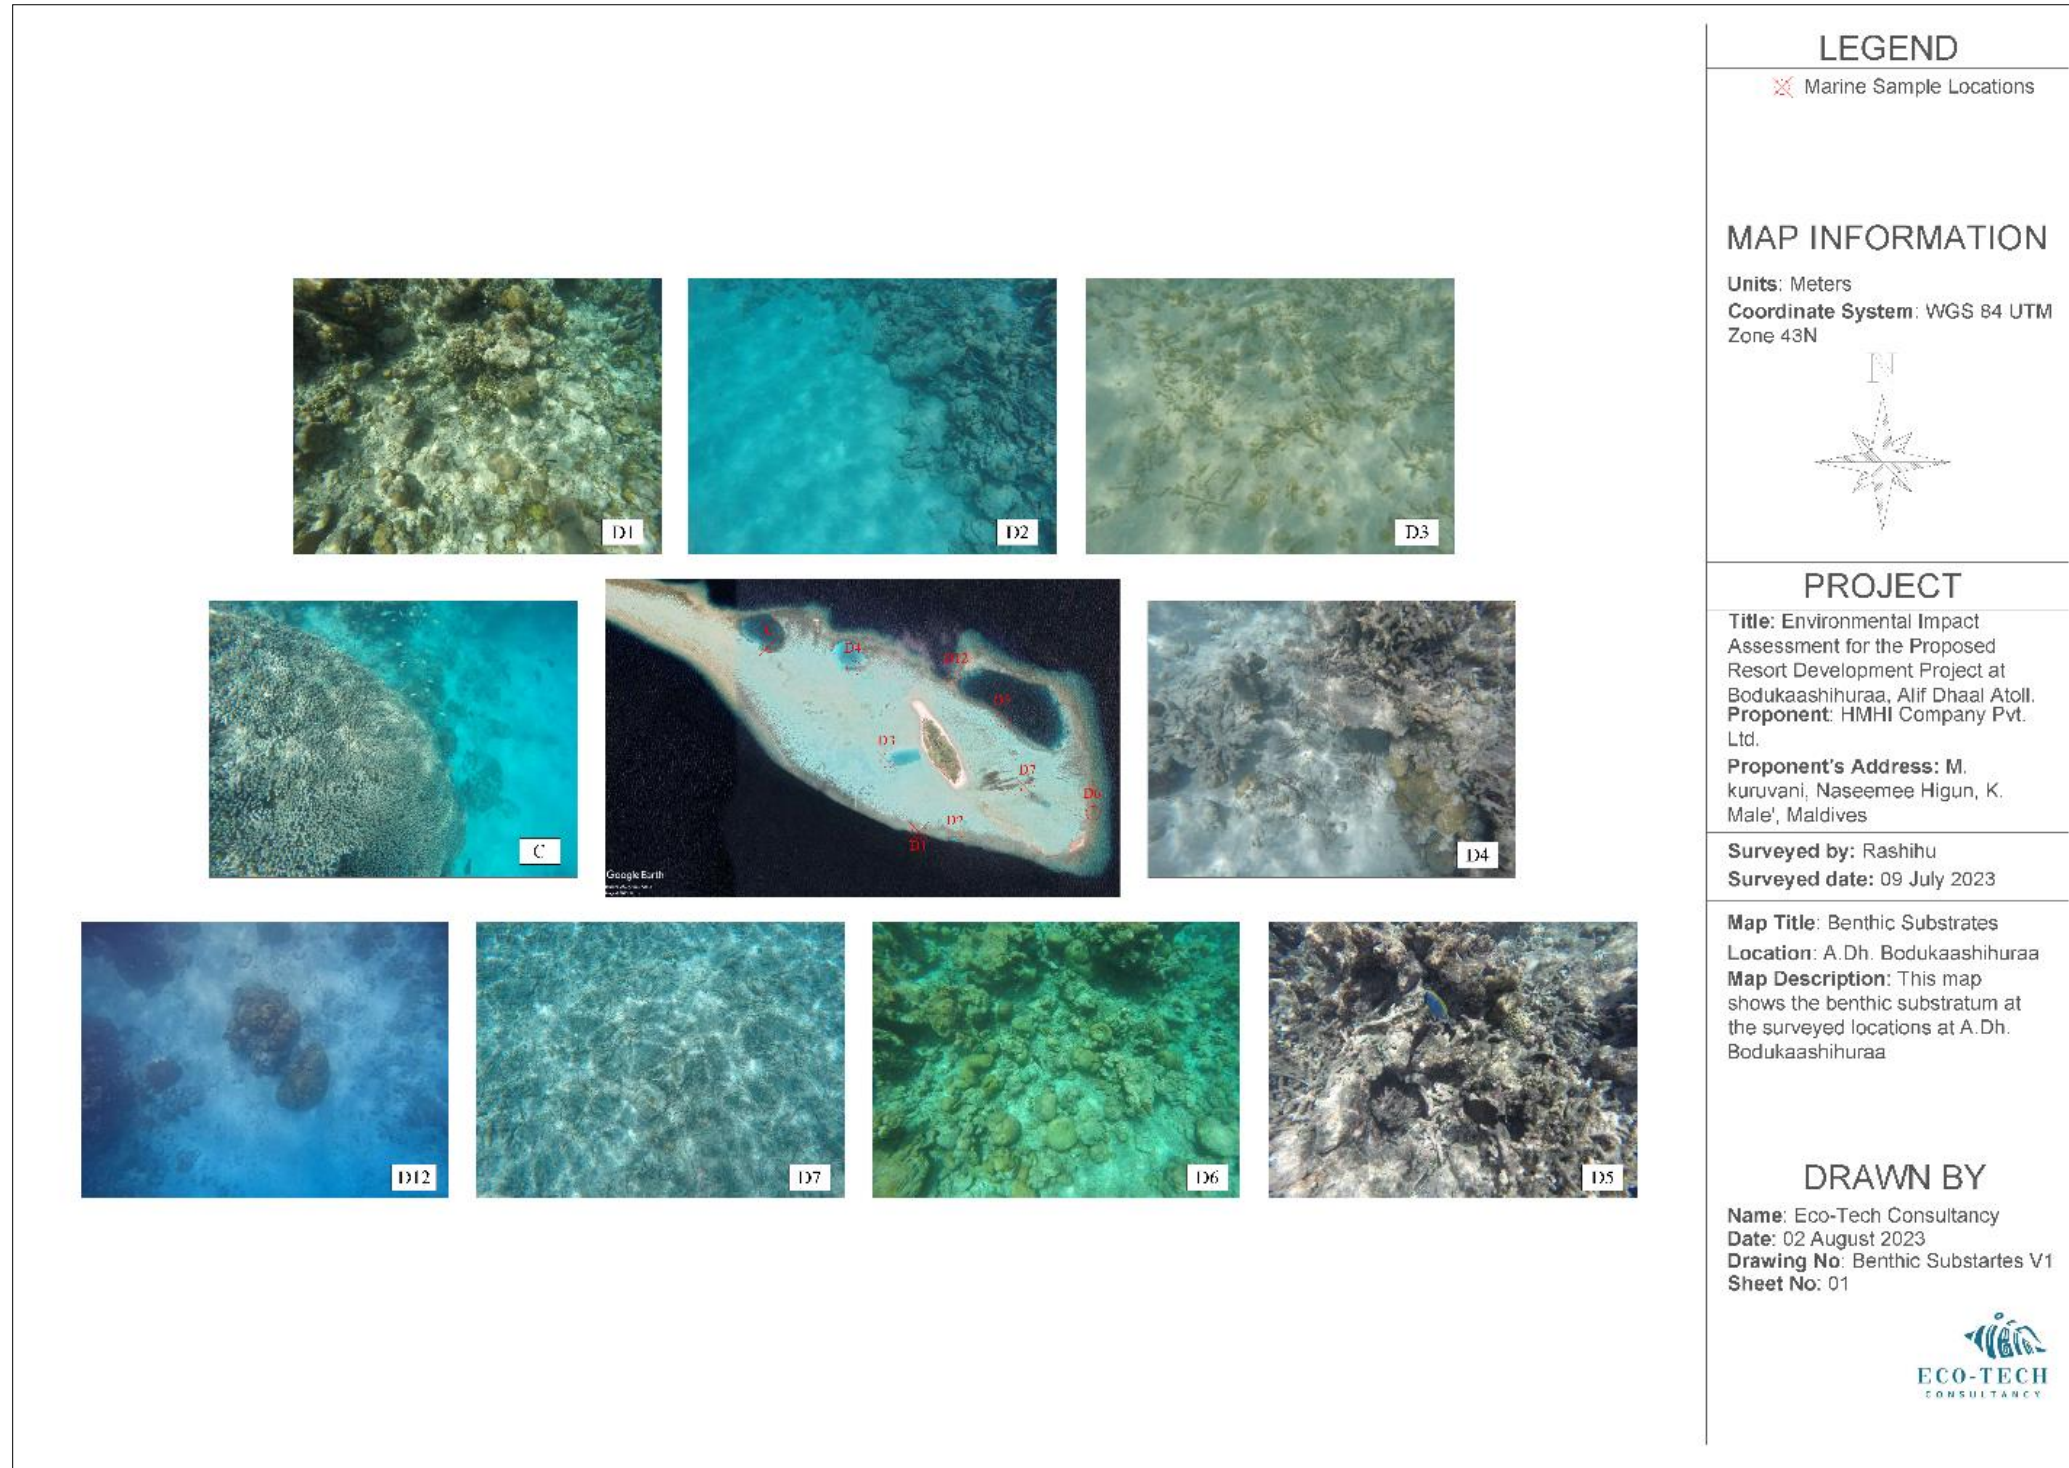 LEGEND
Marine Sample Locations
MAP INFORMATION
Units: Meters
Coordinate System: WGS 84 UTM
Zone 43N
N
PROJECT
Title: Environmental Impact
Assessment for the Proposed
Resort Development Project at
Bodukaashihuraa, Alif Dhaal Atoll.
Proponent: HMHI Company Pvt.
Ltd.
Proponent's Address: M.
kuruvani, Naseemee Higun, K.
Male', Maldives
Surveyed by: Rashihu
Surveyed date: 09 July 2023
Map Title: Benthic Substrates
Location: A.Dh. Bodukaashihuraa
Map Description: This map
shows the benthic substratum at
the surveyed locations at A.Dh.
Bodukaashihuraa
DRAWN BY
Name: Eco-Tech Consultancy
Date: 02 August 2023
Drawing No: Benthic Substartes V1
Sheet No: 01
ECO-TECH
CONSULTANCY
D1
D2
D3
C
D4
D12
D5
D3
D7
D6
D2
D1
Google Earth
D4
D12
D7
D6
D5